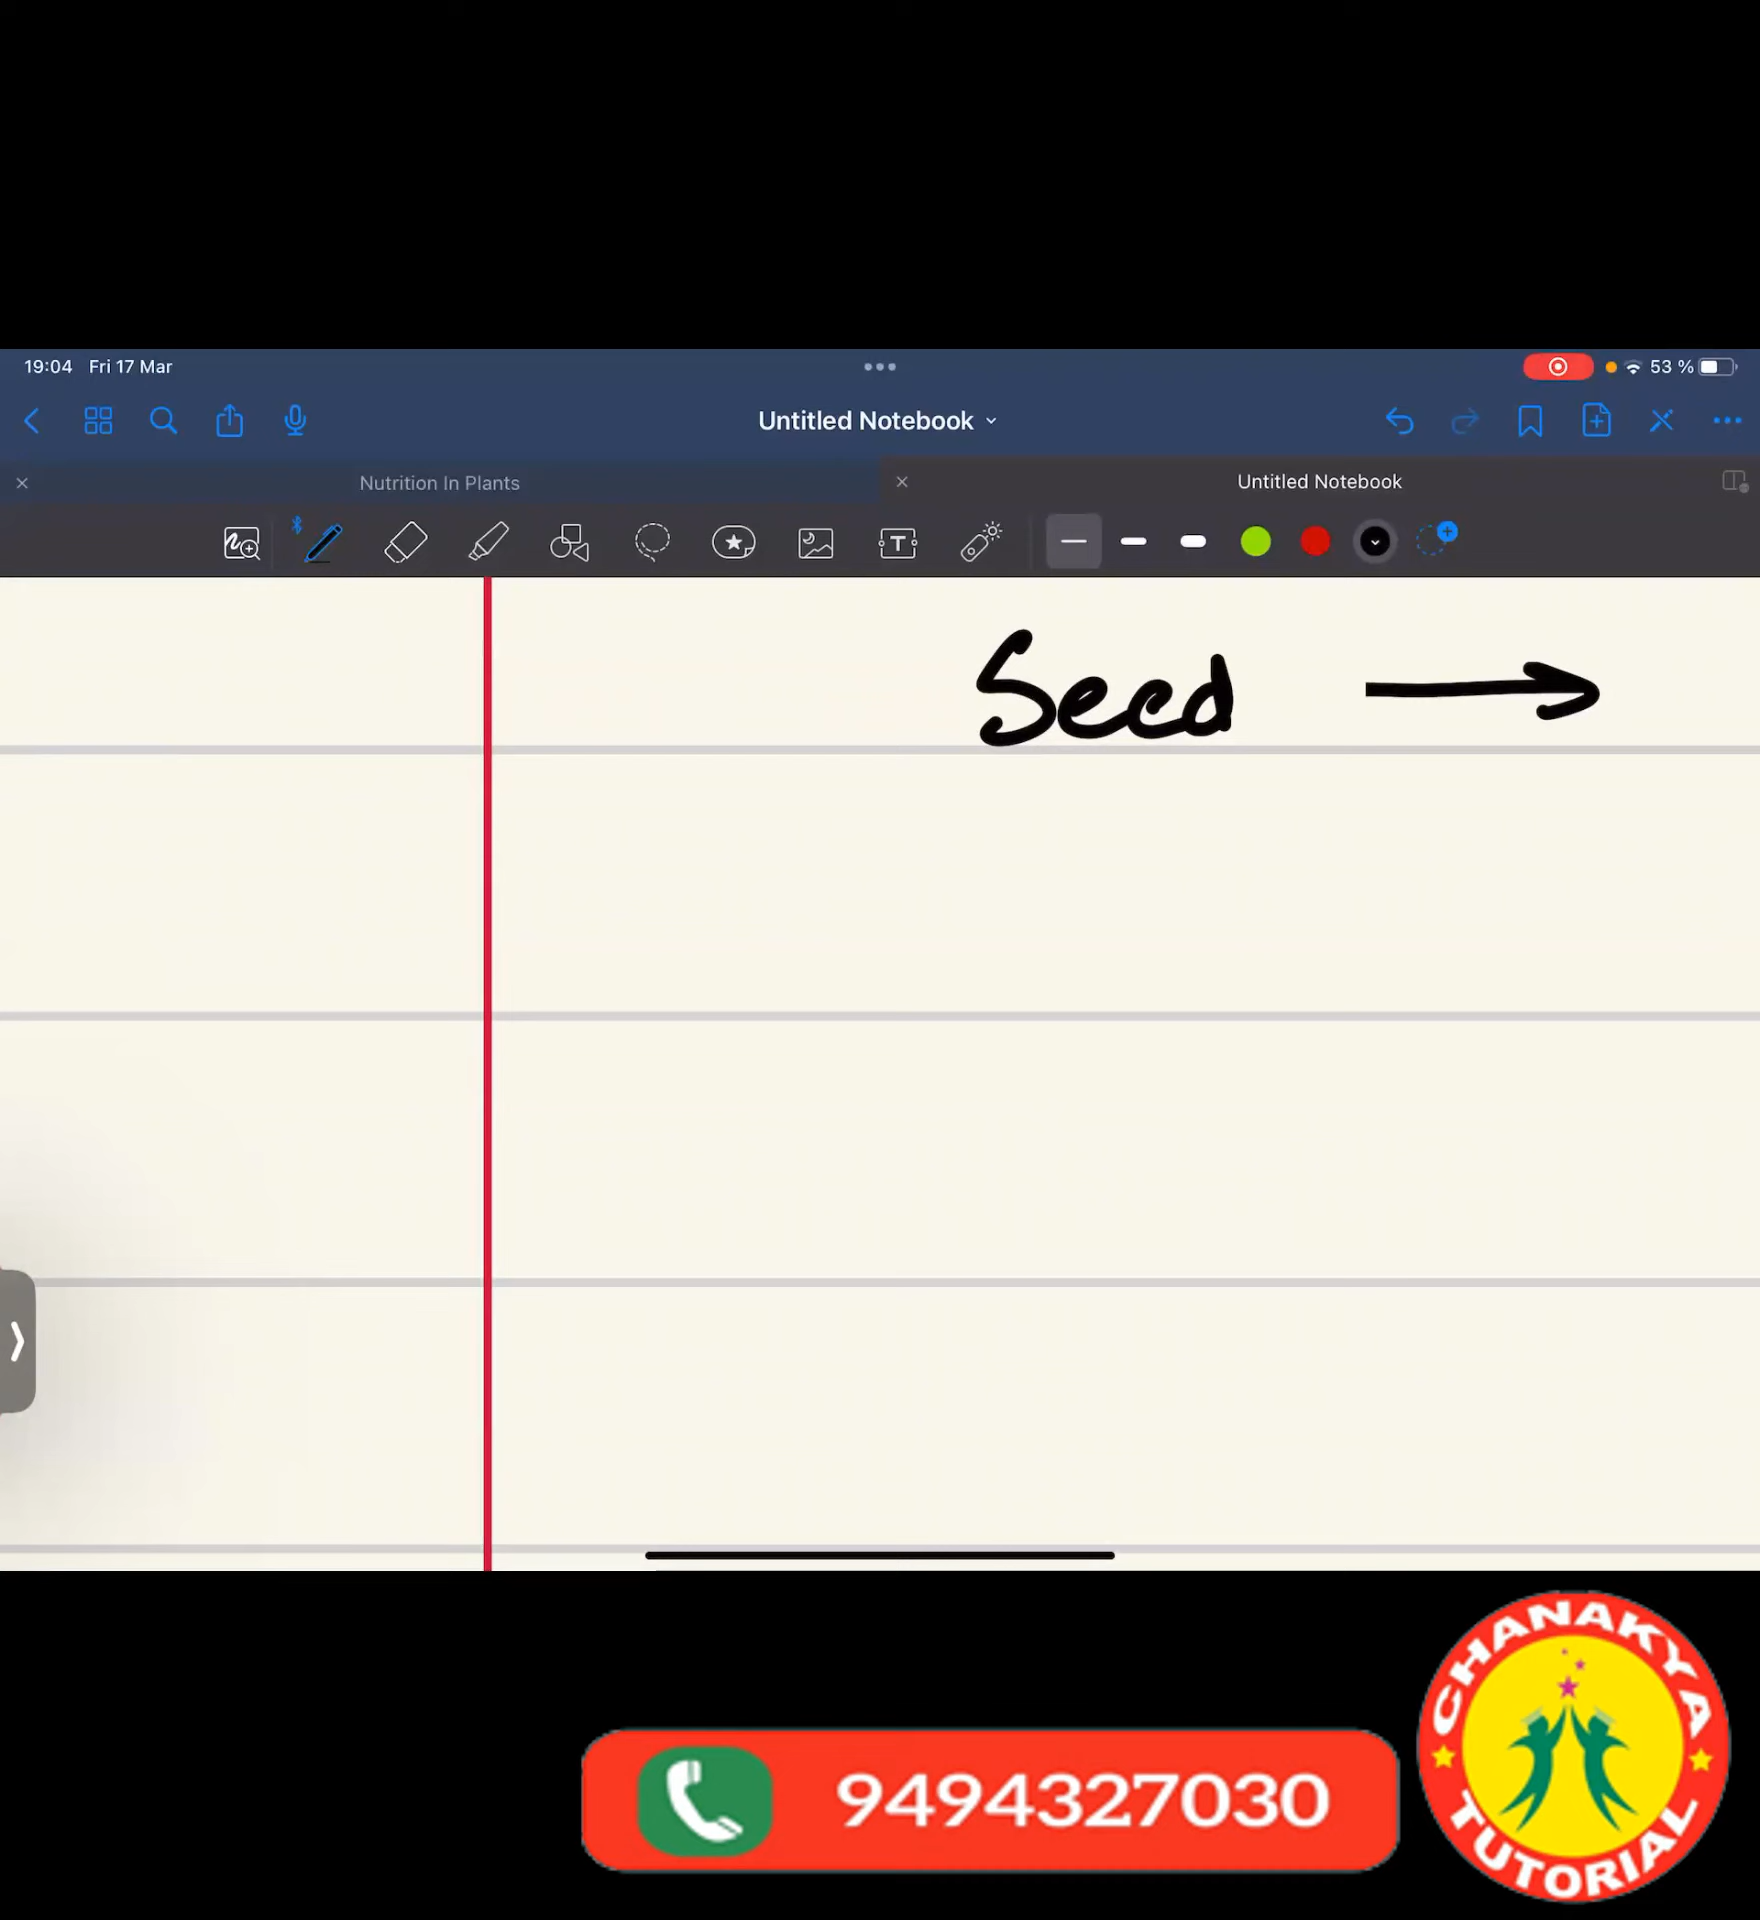 19:04 Fri 17 Mar
53 %
Untitled Notebook
Nutrition In Plants
Untitled Notebook
T
Seed →
9494327030
CHANAKYA
TUTORIAL